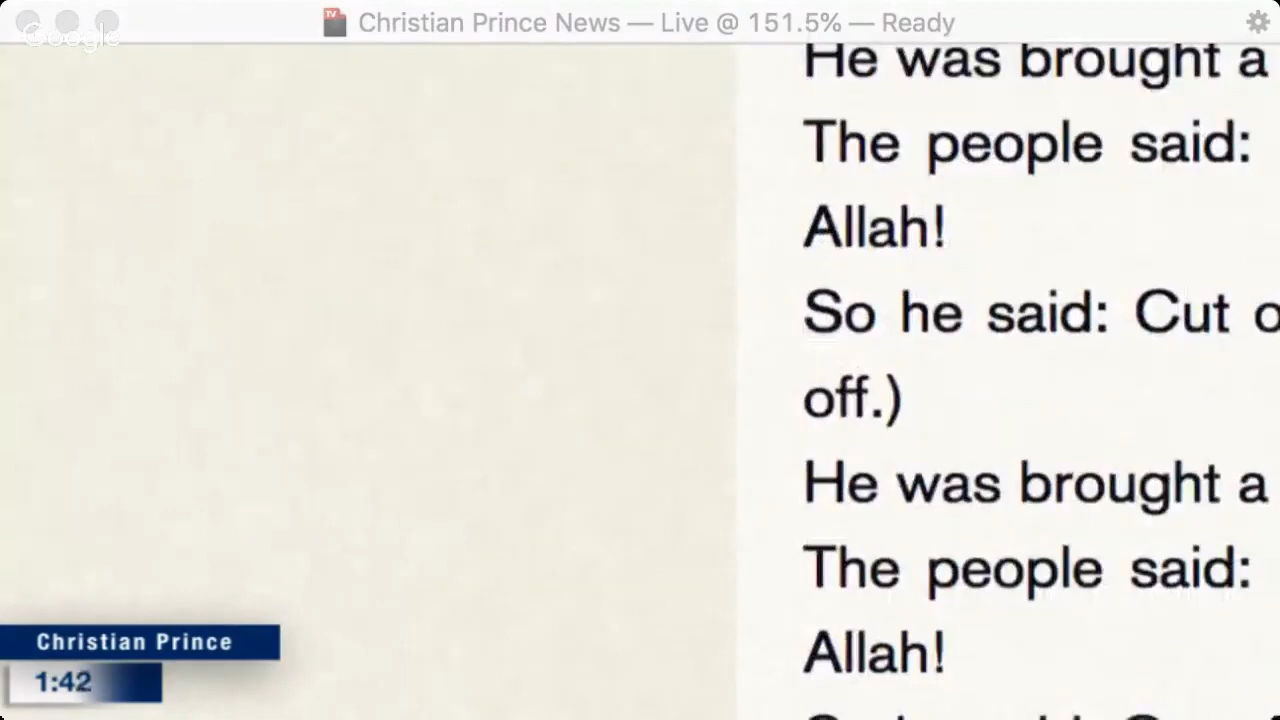 Google
Christian Prince News — Live @ 151.5% — Ready
He was brought a
The people said:
Allah!
So he said: Cut
off.)
He was brought a
The people said:
Allah!
Christian Prince
1:42